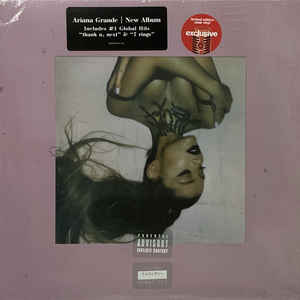 Ariana Grande | New Album
Includes #1 Global Hits
"thank u, next" & "7 rings"
exclusive
PARENTAL
ADVISORY
EXPLICIT CONTENT